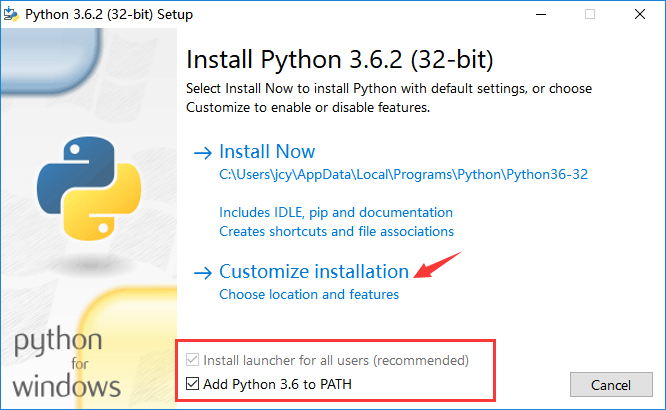 Python 3.6.2 (32-bit) Setup
Install Python 3.6.2 (32-bit)
Select Install Now to install Python with default settings, or choose
Customize to enable or disable features.
Install Now
C:\Users\jcy\AppData\Local\Programs\Python\Python36-32
Includes IDLE, pip and documentation
Creates shortcuts and file associations
Customize installation
Choose location and features
python
for
windows
Install launcher for all users (recommended)
Add Python 3.6 to PATH
Cancel